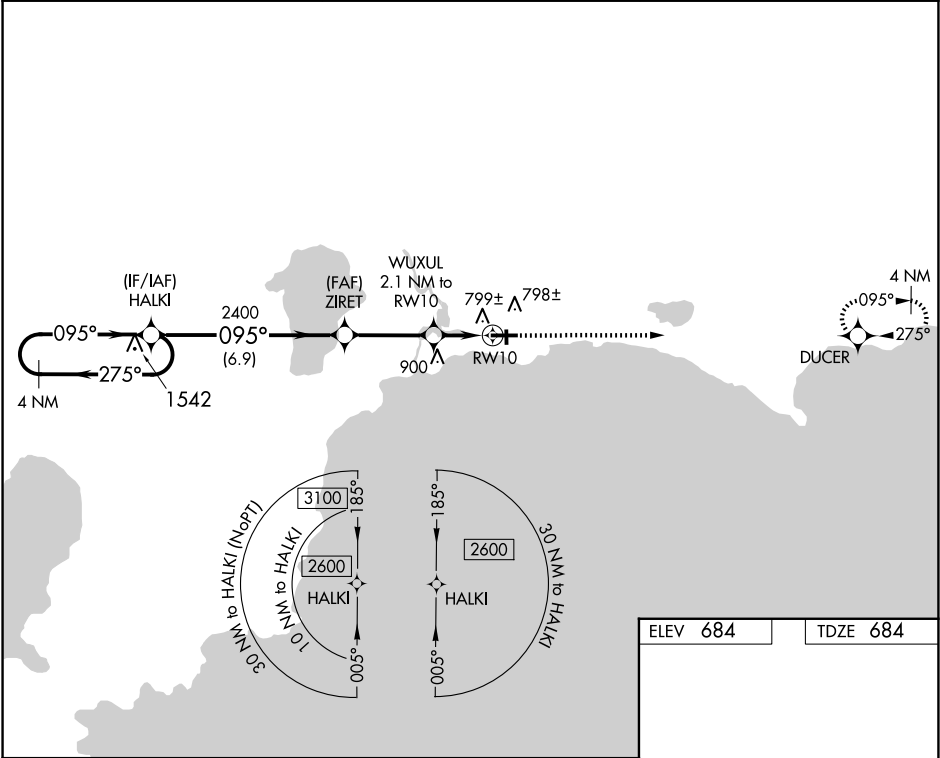 (IF/IAF)
HALKI
2400
095°
(6.9)
095°
275°
4 NM
1542
(FAF)
ZIRET
WUXUL
2.1 NM to
RW10
900
799±
798±
RW10
4 NM
095°
275°
DUCER
30 NM to HALKI (NoPT)
3100
185°
10 NM to HALKI
2600
HALKI
005°
185°
2600
HALKI
005°
30 NM to HALKI
ELEV 684
TDZE 684